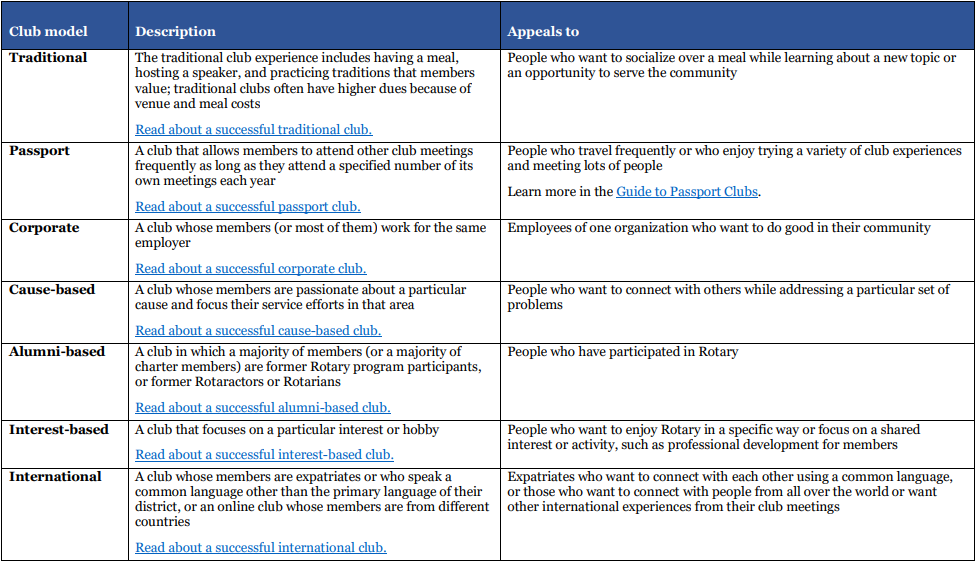 Club model
Description
Appeals to
Traditional
The traditional club experience includes having a meal,
hosting a speaker, and practicing traditions that members
value; traditional clubs often have higher dues because of
venue and meal costs
Read about a successful traditional club.
People who want to socialize over a meal while learning about a new topic or
an opportunity to serve the community
Passport
A club that allows members to attend other club meetings
frequently as long as they attend a specified number of its
own meetings each year
Read about a successful passport club.
People who travel frequently or who enjoy trying a variety of club experiences
and meeting lots of people
Learn more in the Guide to Passport Clubs.
Corporate
A club whose members (or most of them) work for the same
employer
Read about a successful corporate club.
Employees of one organization who want to do good in their community
Cause-based
A club whose members are passionate about a particular
cause and focus their service efforts in that area
Read about a successful cause-based club.
People who want to connect with others while addressing a particular set of
problems
Alumni-based
A club in which a majority of members (or a majority of
charter members) are former Rotary program participants,
or former Rotaractors or Rotarians
Read about a successful alumni-based club.
People who have participated in Rotary
Interest-based
A club that focuses on a particular interest or hobby
Read about a successful interest-based club.
People who want to enjoy Rotary in a specific way or focus on a shared
interest or activity, such as professional development for members
International
A club whose members are expatriates or who speak a
common language other than the primary language of their
district, or an online club whose members are from different
countries
Read about a successful international club.
Expatriates who want to connect with each other using a common language,
or those who want to connect with people from all over the world or want
other international experiences from their club meetings